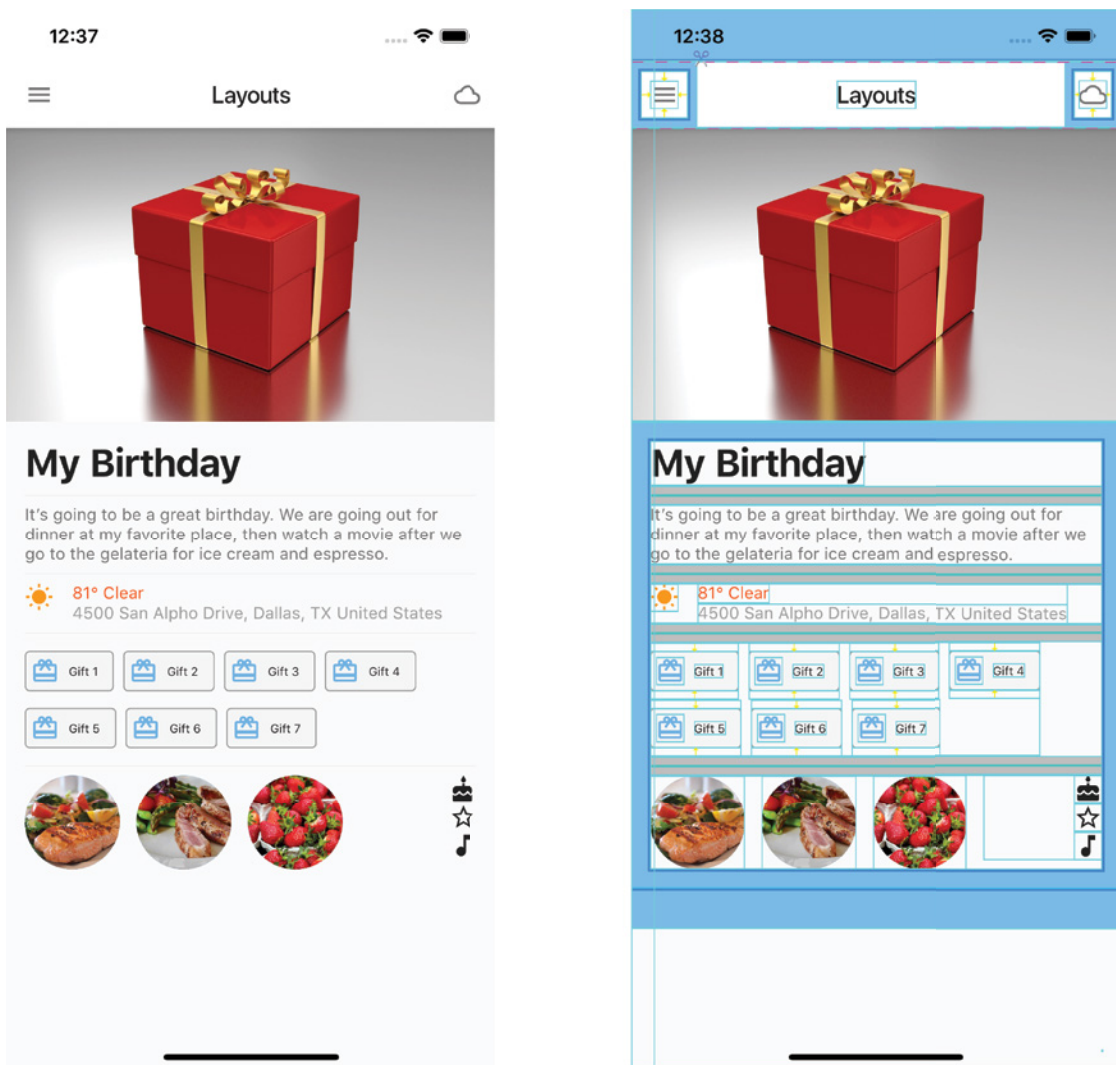 12:37
Layouts
My Birthday
It's going to be a great birthday. We are going out for
dinner at my favorite place, then watch a movie after we
go to the gelateria for ice cream and espresso.
81° Clear
4500 San Alpho Drive, Dallas, TX United States
Gift 1 Gift 2 Gift 3 Gift 4
Gift 5 Gift 6 Gift 7
12:38
Layouts
My Birthday
It's going to be a great birthday. We are going out for
dinner at my favorite place, then watch a movie after we
go to the gelateria for ice cream and espresso.
81° Clear
4500 San Alpho Drive, Dallas, TX United States
Gift 1 Gift 2 Gift 3 Gift 4
Gift 5 Gift 6 Gift 7